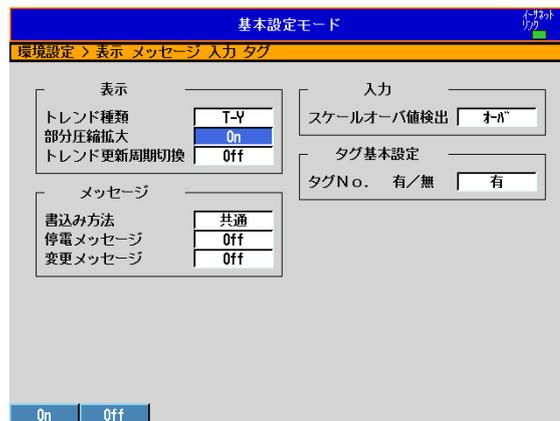 基本設定モード
イーサネット
リンク
環境設定 > 表示 メッセージ 入力 タグ
表示
トレンド種類 T-Y
部分圧縮拡大 On
トレンド更新周期切換 Off
メッセージ
書込み方法 共通
停電メッセージ Off
変更メッセージ Off
入力
スケールオーバ値検出 オーバ
タグ基本設定
タグNo. 有/無 有
On Off